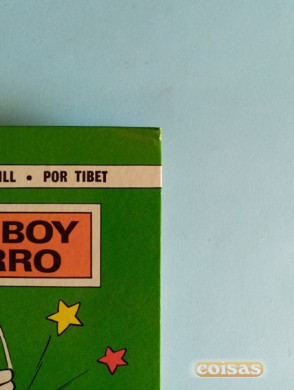 ILL • POR TIBET
BOY
RRO
coisas